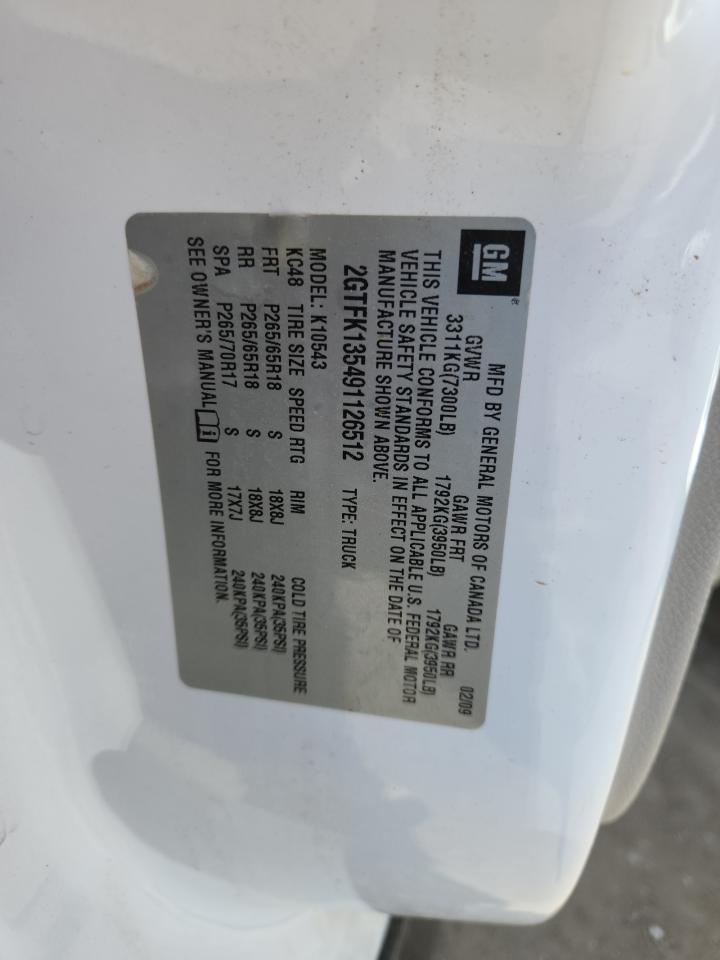 GM®
MFD BY GENERAL MOTORS OF CANADA LTD. 02/09
GVWR GAWR FRT GAWR RR
3311KG(7300LB) 1792KG(3950LB) 1792KG(3950LB)
THIS VEHICLE CONFORMS TO ALL APPLICABLE U.S. FEDERAL MOTOR
VEHICLE SAFETY STANDARDS IN EFFECT ON THE DATE OF
MANUFACTURE SHOWN ABOVE.
2GTFK135491126512 TYPE: TRUCK
MODEL: K10543
KC48 TIRE SIZE SPEED RTG RIM COLD TIRE PRESSURE
FRT P265/65R18 S 18X8J 240KPA(35PSI)
RR P265/65R18 S 18X8J 240KPA(35PSI)
SPA P265/70R17 S 17X7J 240KPA(35PSI)
SEE OWNER'S MANUAL i FOR MORE INFORMATION.